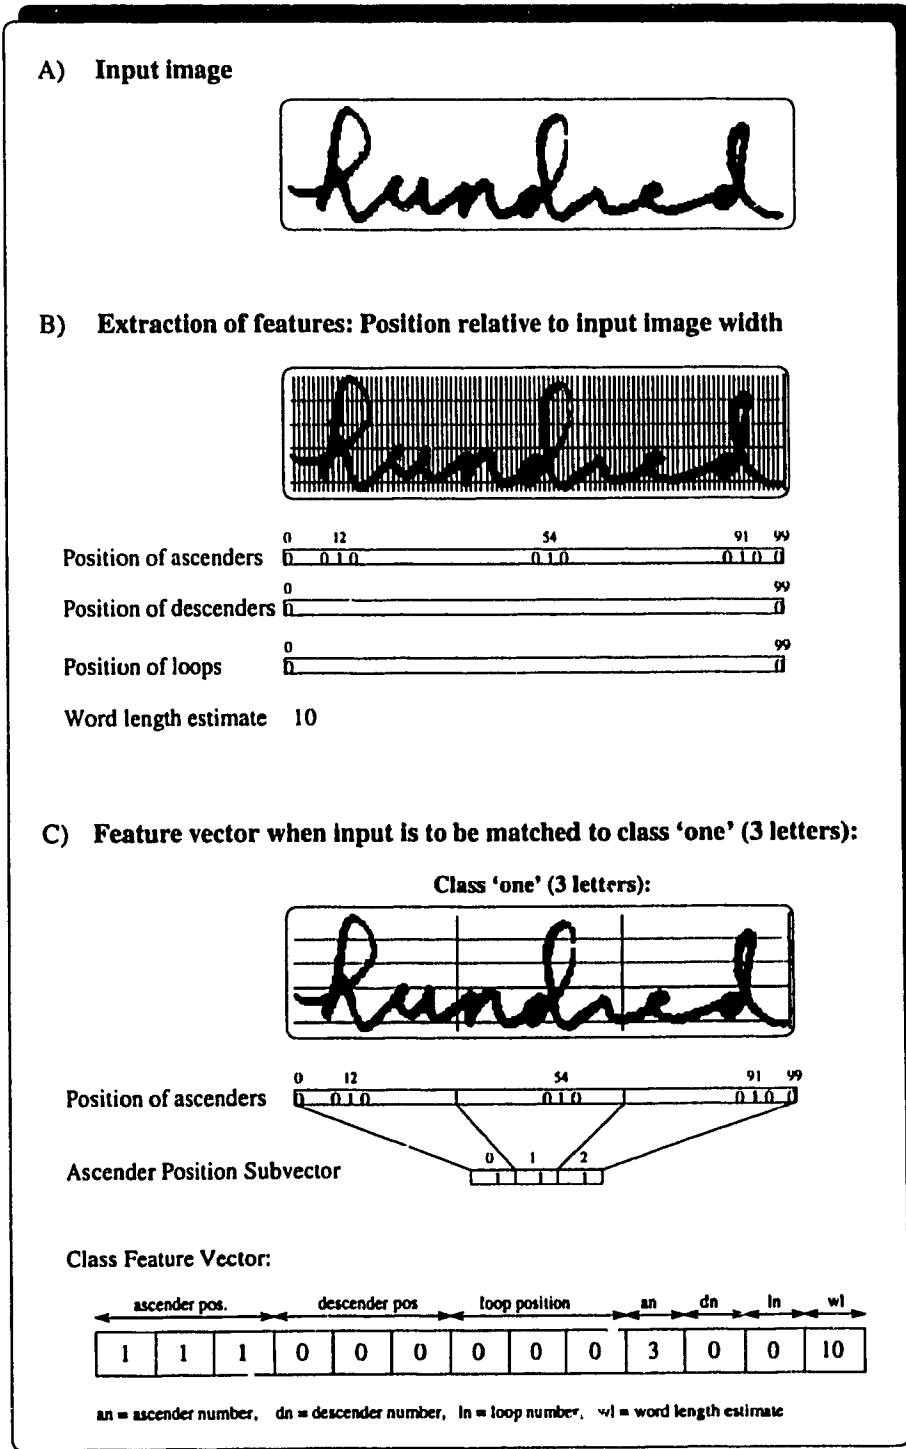 A) Input image
hundred
B) Extraction of features: Position relative to input image width
hundred
0 12 54 91 99
Position of ascenders 0 0 1 0 0 1 0 0 1 0 0
0 99
Position of descenders 0 0
0 99
Position of loops 0 0
Word length estimate 10
C) Feature vector when input is to be matched to class ‘one’ (3 letters):
Class ‘one’ (3 letters):
hundred
0 12 54 91 99
Position of ascenders 0 0 1 0 0 1 0 0 1 0 0
0 1 2
Ascender Position Subvector 1 1 1
Class Feature Vector:
ascender pos. descender pos loop position an dn ln wl
1 1 1 0 0 0 0 0 0 3 0 0 10
an = ascender number, dn = descender number, ln = loop number, wl = word length estimate